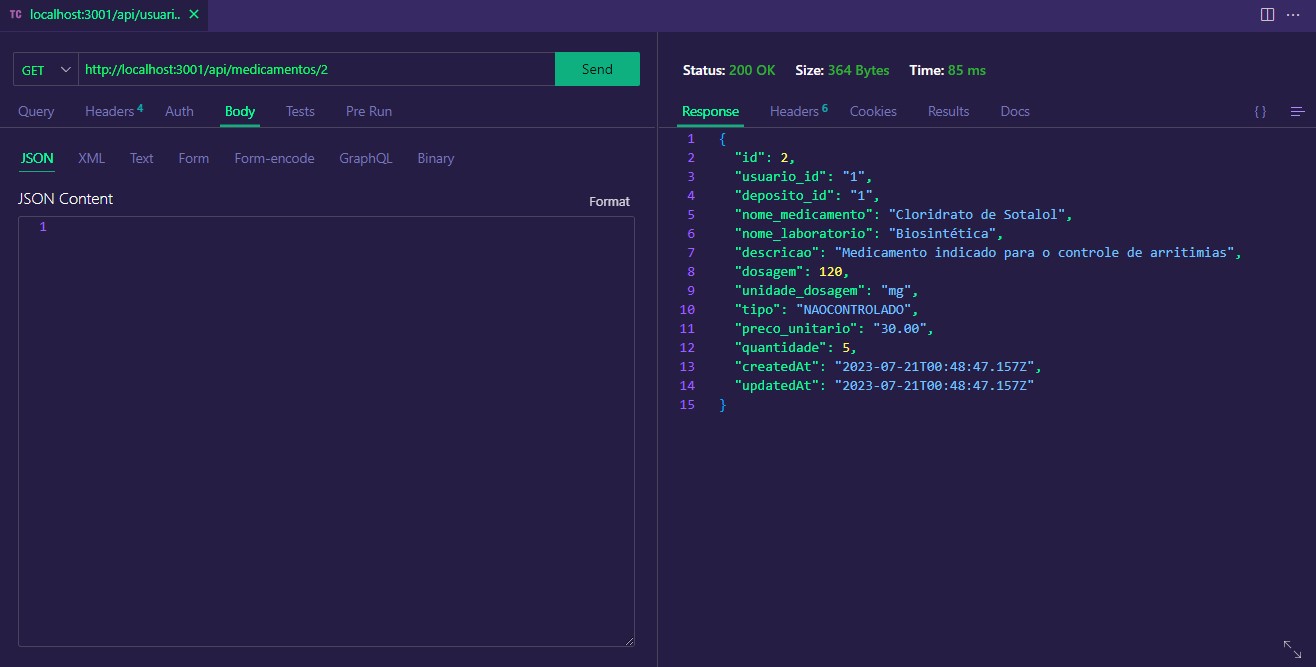 TC localhost:3001/api/usuari.. ✕
GET http://localhost:3001/api/medicamentos/2 Send
Query Headers 4 Auth Body Tests Pre Run
JSON XML Text Form Form-encode GraphQL Binary
JSON Content Format
1
Status: 200 OK Size: 364 Bytes Time: 85 ms
Response Headers 6 Cookies Results Docs {}
1 {
2 "id": 2,
3 "usuario_id": "1",
4 "deposito_id": "1",
5 "nome_medicamento": "Cloridrato de Sotalol",
6 "nome_laboratorio": "Biosintética",
7 "descricao": "Medicamento indicado para o controle de arritimias",
8 "dosagem": 120,
9 "unidade_dosagem": "mg",
10 "tipo": "NAOCONTROLADO",
11 "preco_unitario": "30.00",
12 "quantidade": 5,
13 "createdAt": "2023-07-21T00:48:47.157Z",
14 "updatedAt": "2023-07-21T00:48:47.157Z"
15 }